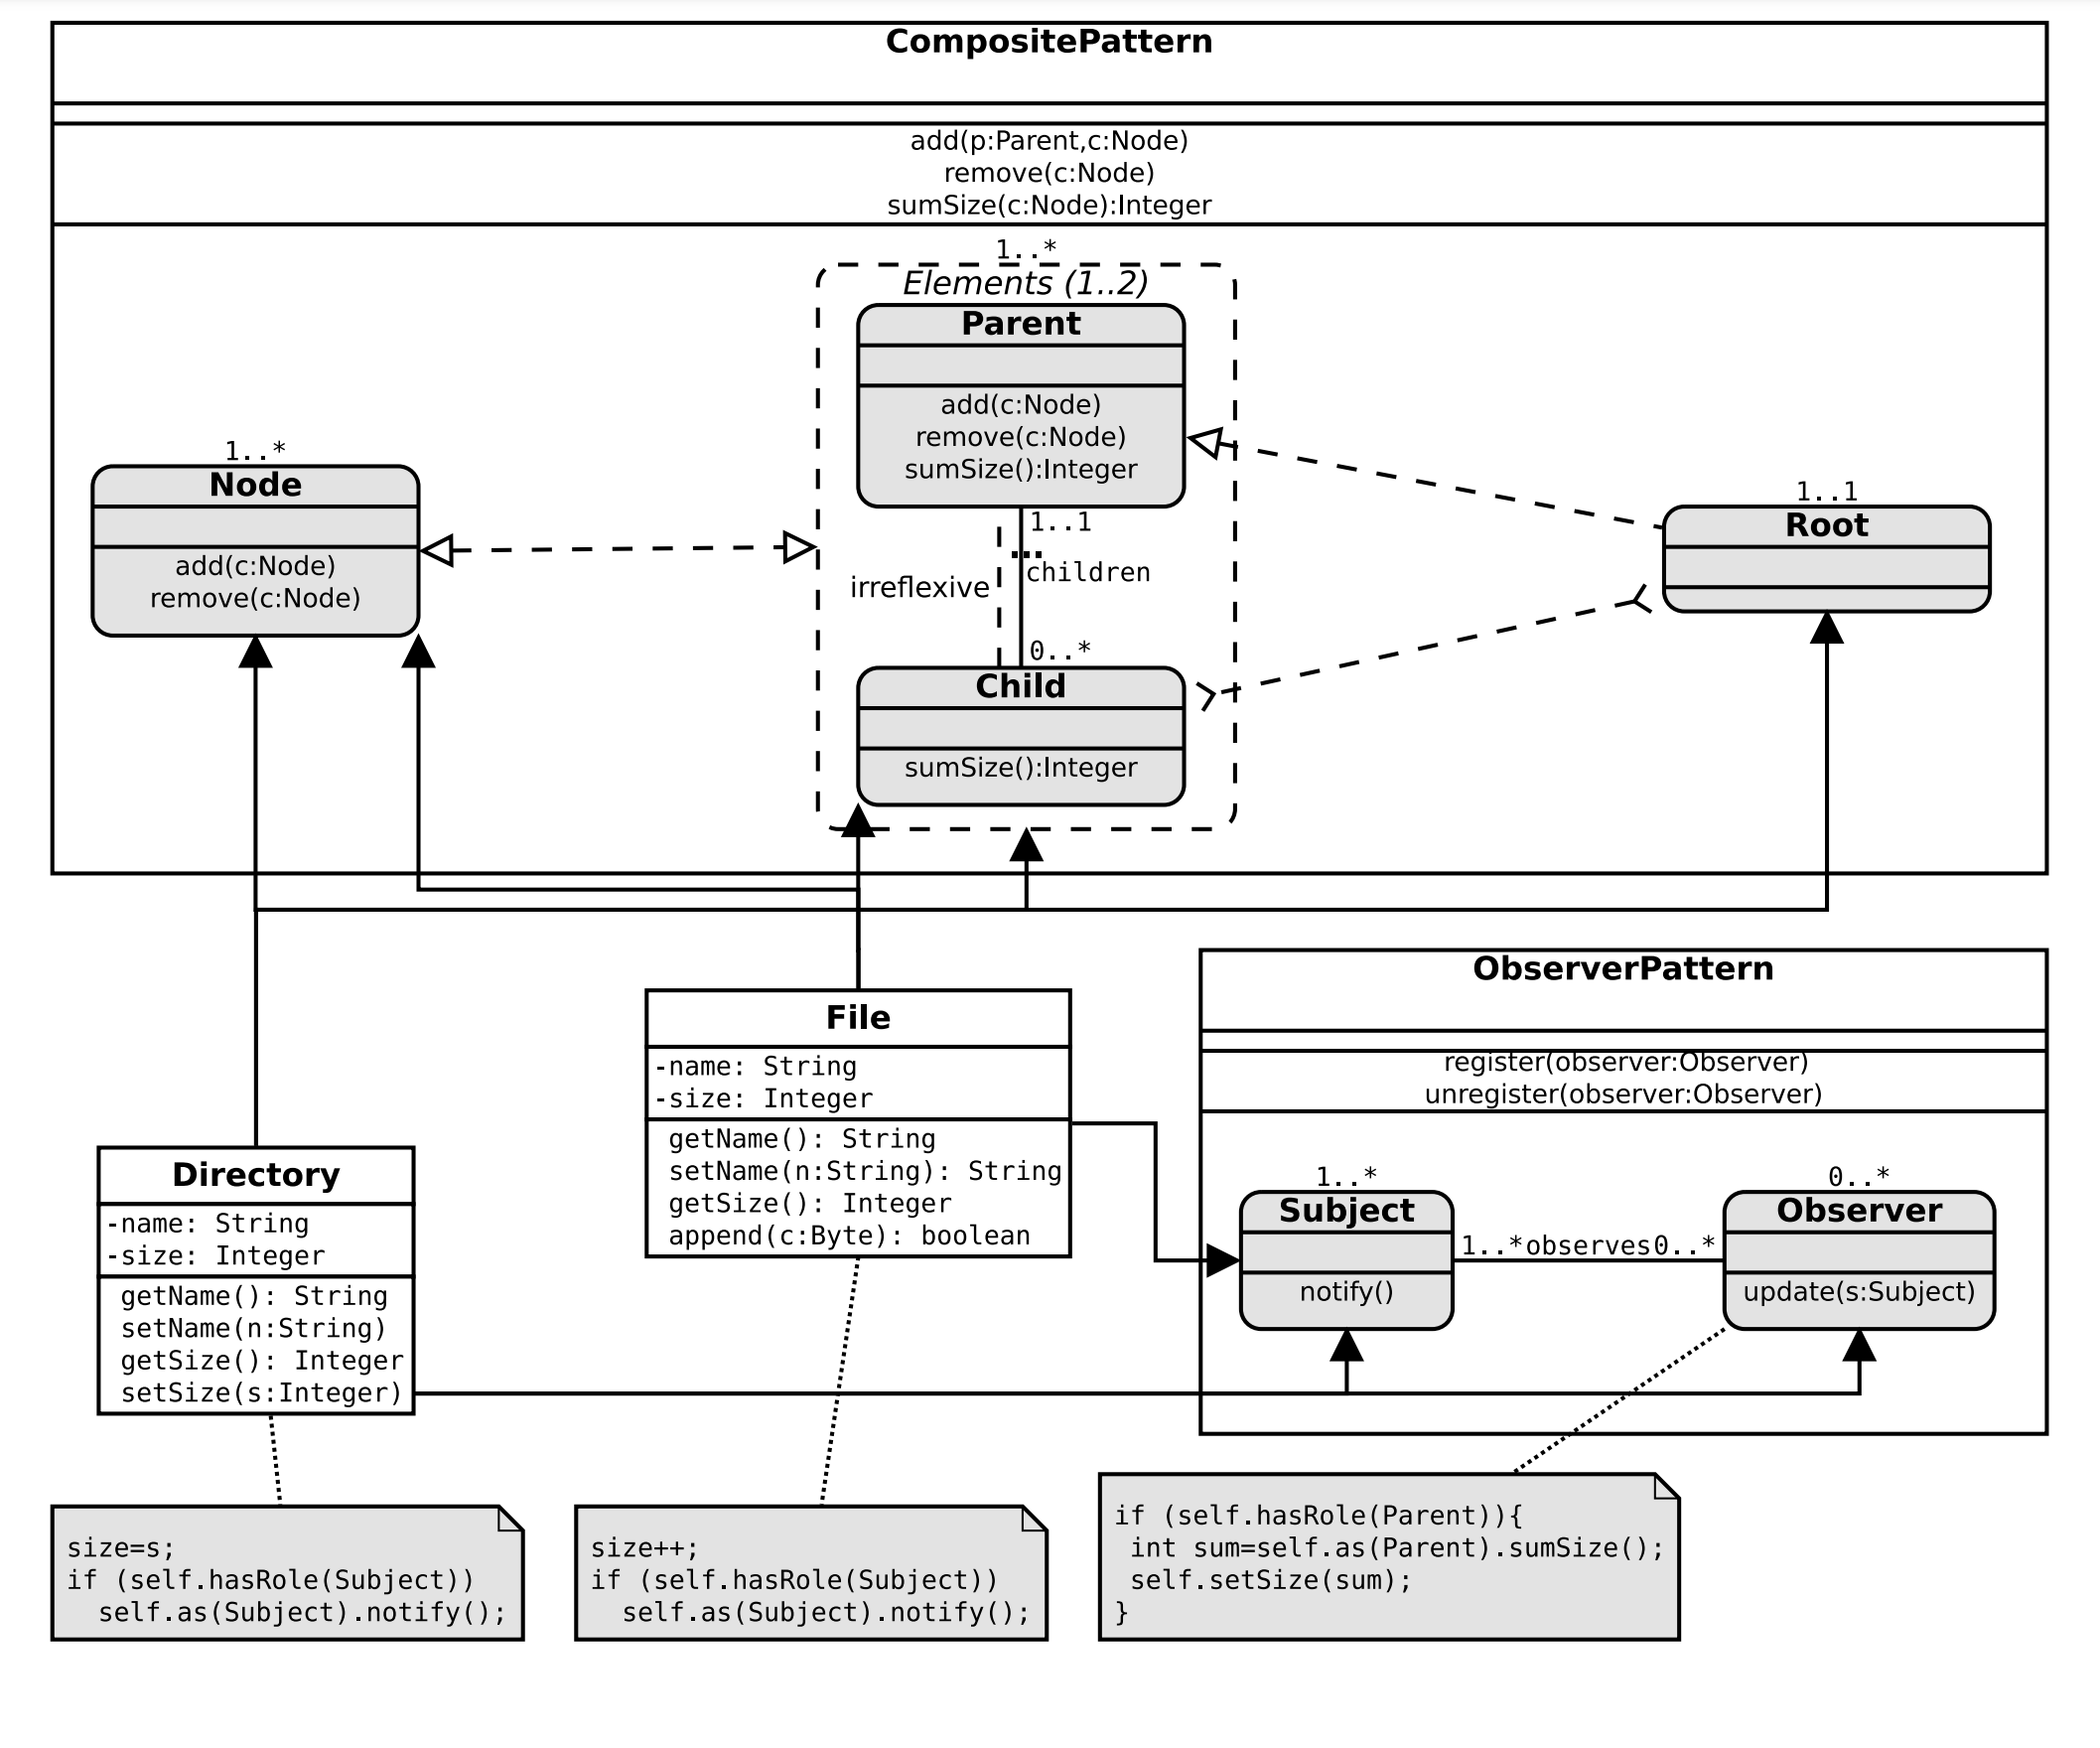 CompositePattern
add(p:Parent,c:Node)
remove(c:Node)
sumSize(c:Node):Integer
1..*
Elements (1..2)
Parent
add(c:Node)
remove(c:Node)
sumSize():Integer
1..*
Node
add(c:Node)
remove(c:Node)
1..1
Root
1..1
...
children
irreflexive
0..*
Child
sumSize():Integer
File
-name: String
-size: Integer
getName(): String
setName(n:String): String
getSize(): Integer
append(c:Byte): boolean
ObserverPattern
register(observer:Observer)
unregister(observer:Observer)
1..*
Subject
notify()
1..*observes0..*
0..*
Observer
update(s:Subject)
Directory
-name: String
-size: Integer
getName(): String
setName(n:String)
getSize(): Integer
setSize(s:Integer)
size=s;
if (self.hasRole(Subject))
self.as(Subject).notify();
size++;
if (self.hasRole(Subject))
self.as(Subject).notify();
if (self.hasRole(Parent)){
int sum=self.as(Parent).sumSize();
self.setSize(sum);
}